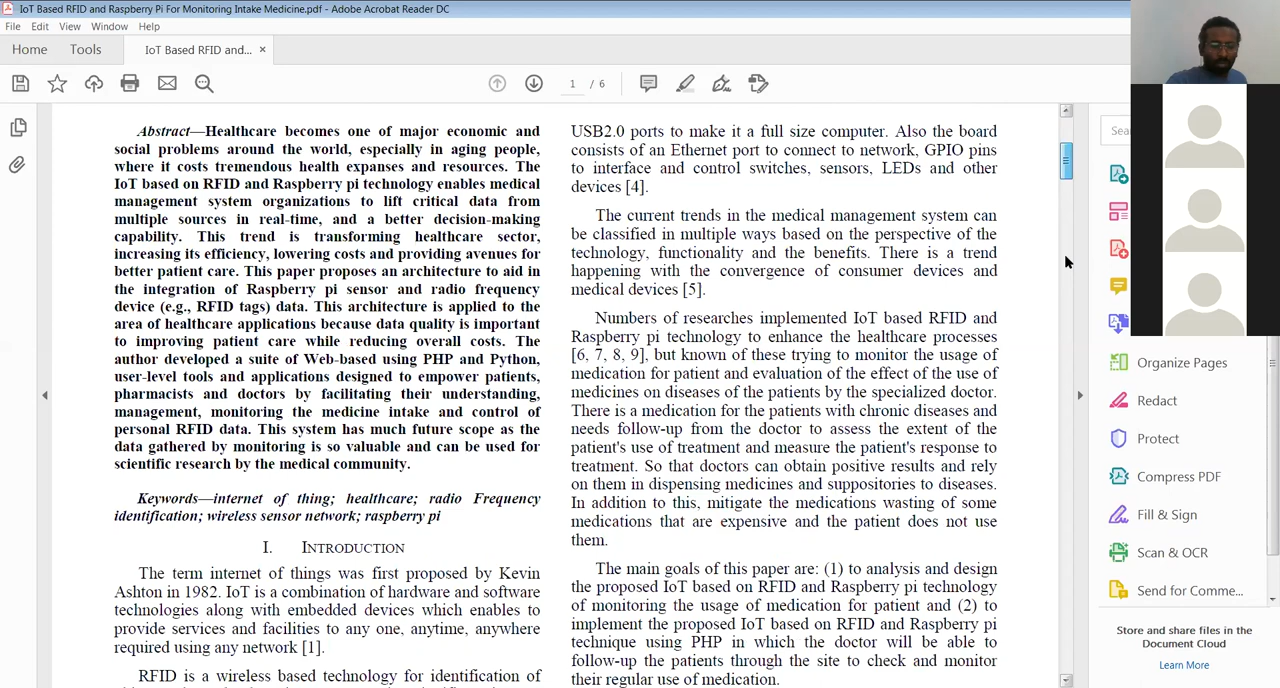 IoT Based RFID and Raspberry Pi For Monitoring Intake Medicine.pdf - Adobe Acrobat Reader DC
File Edit View Window Help
Home Tools IoT Based RFID and... ×
1 / 6
Abstract—Healthcare becomes one of major economic and
social problems around the world, especially in aging people,
where it costs tremendous health expanses and resources. The
IoT based on RFID and Raspberry pi technology enables medical
management system organizations to lift critical data from
multiple sources in real-time, and a better decision-making
capability. This trend is transforming healthcare sector,
increasing its efficiency, lowering costs and providing avenues for
better patient care. This paper proposes an architecture to aid in
the integration of Raspberry pi sensor and radio frequency
device (e.g., RFID tags) data. This architecture is applied to the
area of healthcare applications because data quality is important
to improving patient care while reducing overall costs. The
author developed a suite of Web-based using PHP and Python,
user-level tools and applications designed to empower patients,
pharmacists and doctors by facilitating their understanding,
management, monitoring the medicine intake and control of
personal RFID data. This system has much future scope as the
data gathered by monitoring is so valuable and can be used for
scientific research by the medical community.
Keywords—internet of thing; healthcare; radio Frequency
identification; wireless sensor network; raspberry pi
I. INTRODUCTION
The term internet of things was first proposed by Kevin
Ashton in 1982. IoT is a combination of hardware and software
technologies along with embedded devices which enables to
provide services and facilities to any one, anytime, anywhere
required using any network [1].
RFID is a wireless based technology for identification of
USB2.0 ports to make it a full size computer. Also the board
consists of an Ethernet port to connect to network, GPIO pins
to interface and control switches, sensors, LEDs and other
devices [4].
The current trends in the medical management system can
be classified in multiple ways based on the perspective of the
technology, functionality and the benefits. There is a trend
happening with the convergence of consumer devices and
medical devices [5].
Numbers of researches implemented IoT based RFID and
Raspberry pi technology to enhance the healthcare processes
[6, 7, 8, 9], but known of these trying to monitor the usage of
medication for patient and evaluation of the effect of the use of
medicines on diseases of the patients by the specialized doctor.
There is a medication for the patients with chronic diseases and
needs follow-up from the doctor to assess the extent of the
patient's use of treatment and measure the patient's response to
treatment. So that doctors can obtain positive results and rely
on them in dispensing medicines and suppositories to diseases.
In addition to this, mitigate the medications wasting of some
medications that are expensive and the patient does not use
them.
The main goals of this paper are: (1) to analysis and design
the proposed IoT based on RFID and Raspberry pi technology
of monitoring the usage of medication for patient and (2) to
implement the proposed IoT based on RFID and Raspberry pi
technique using PHP in which the doctor will be able to
follow-up the patients through the site to check and monitor
their regular use of medication.
Sea
Organize Pages
Redact
Protect
Compress PDF
Fill & Sign
Scan & OCR
Send for Comme...
Store and share files in the
Document Cloud
Learn More